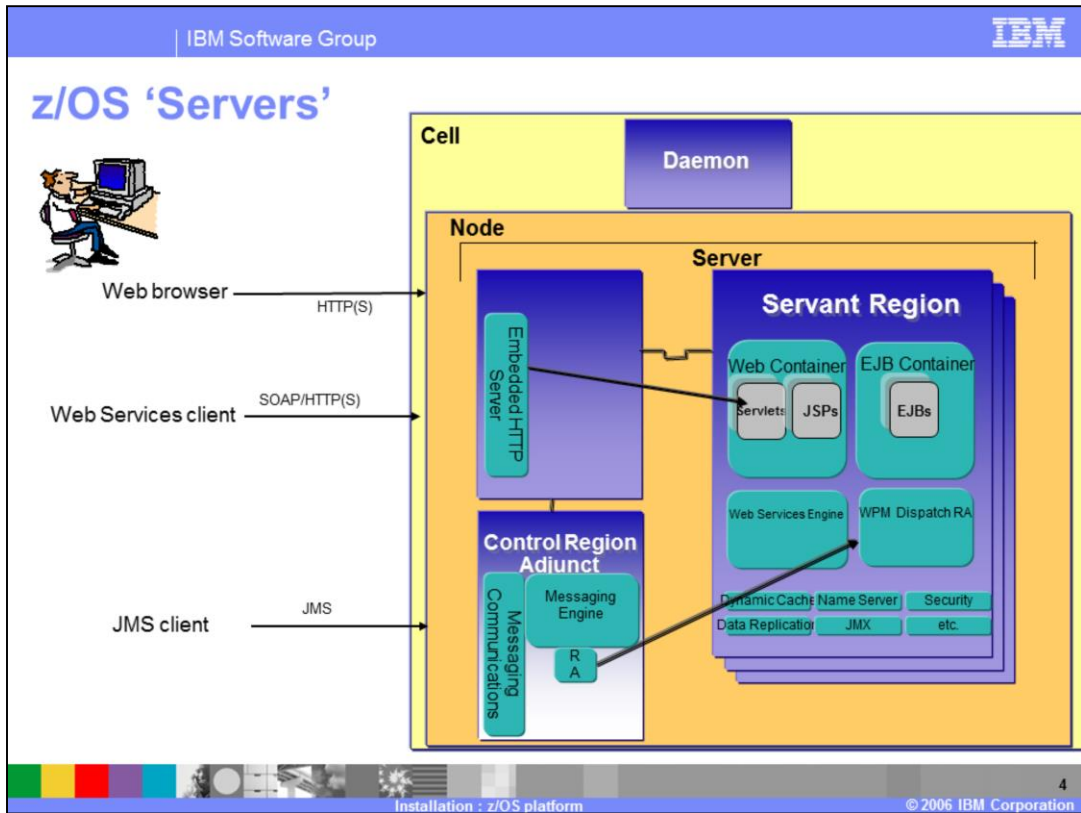 IBM Software Group
IBM
z/OS ‘Servers’
Cell
Daemon
Node
Server
Web browser
HTTP(S)
Web Services client
SOAP/HTTP(S)
JMS client
JMS
Embedded HTTP
Server
Control Region
Adjunct
Messaging
Communications
Messaging
Engine
R
A
Servant Region
Web Container
Servlets
JSPs
EJB Container
EJBs
Web Services Engine
WPM Dispatch RA
Dynamic Cache
Name Server
Security
Data Replication
JMX
etc.
4
Installation : z/OS platform
© 2006 IBM Corporation